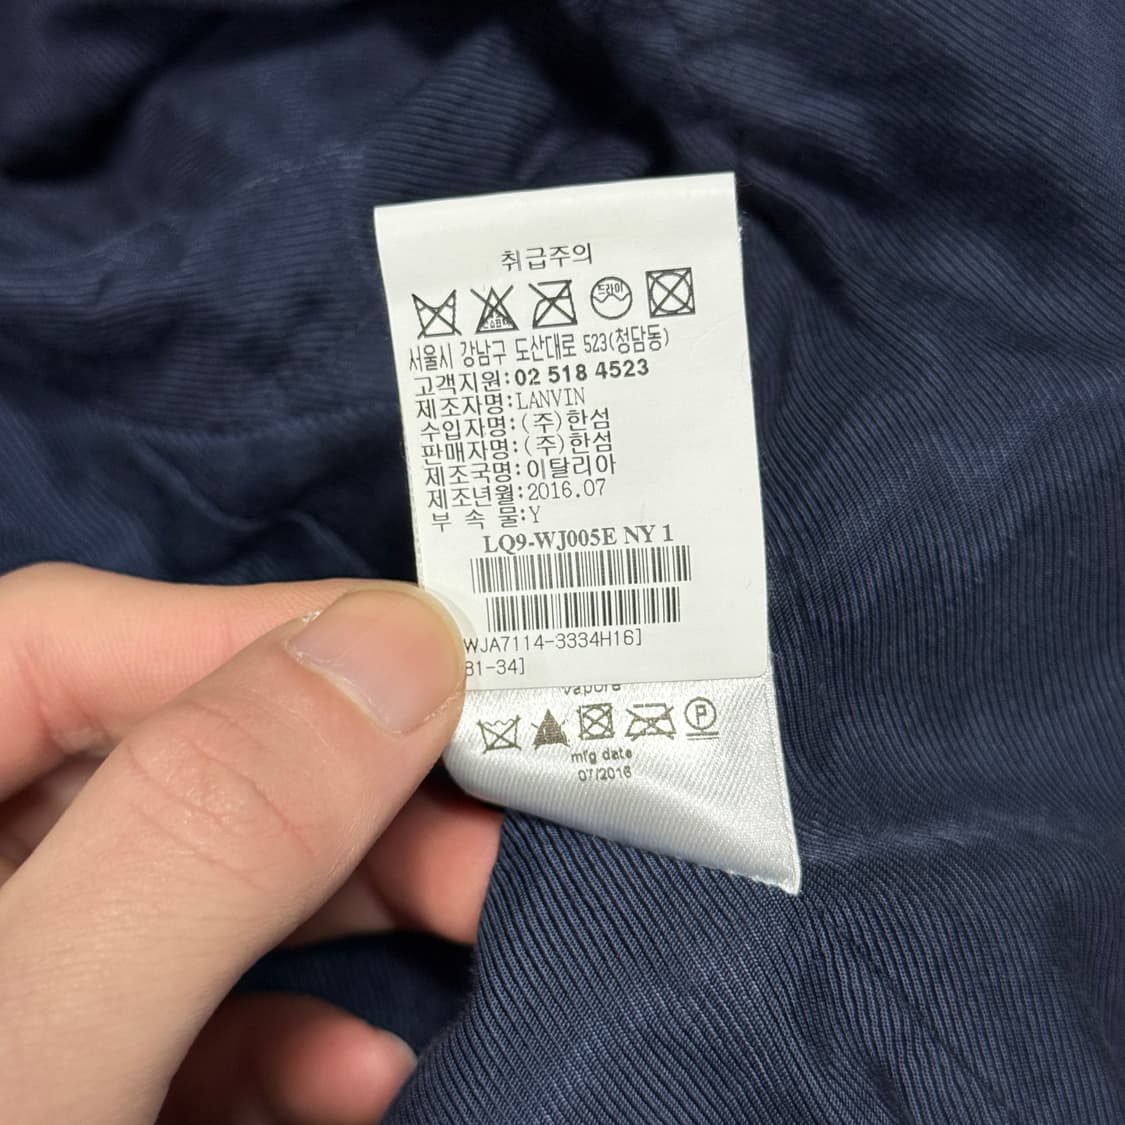 취급주의
드라이
서울시 강남구 도산대로 523(청담동)
고객지원:02 518 4523
제조자명:LANVIN
수입자명:(주)한섬
판매자명:(주)한섬
제조국명:이탈리아
제조년월:2016.07
부 속 물:Y
LQ9-WJ005E NY 1
WJA7114-3334H16]
81-34]
P
mfg date
07/2016